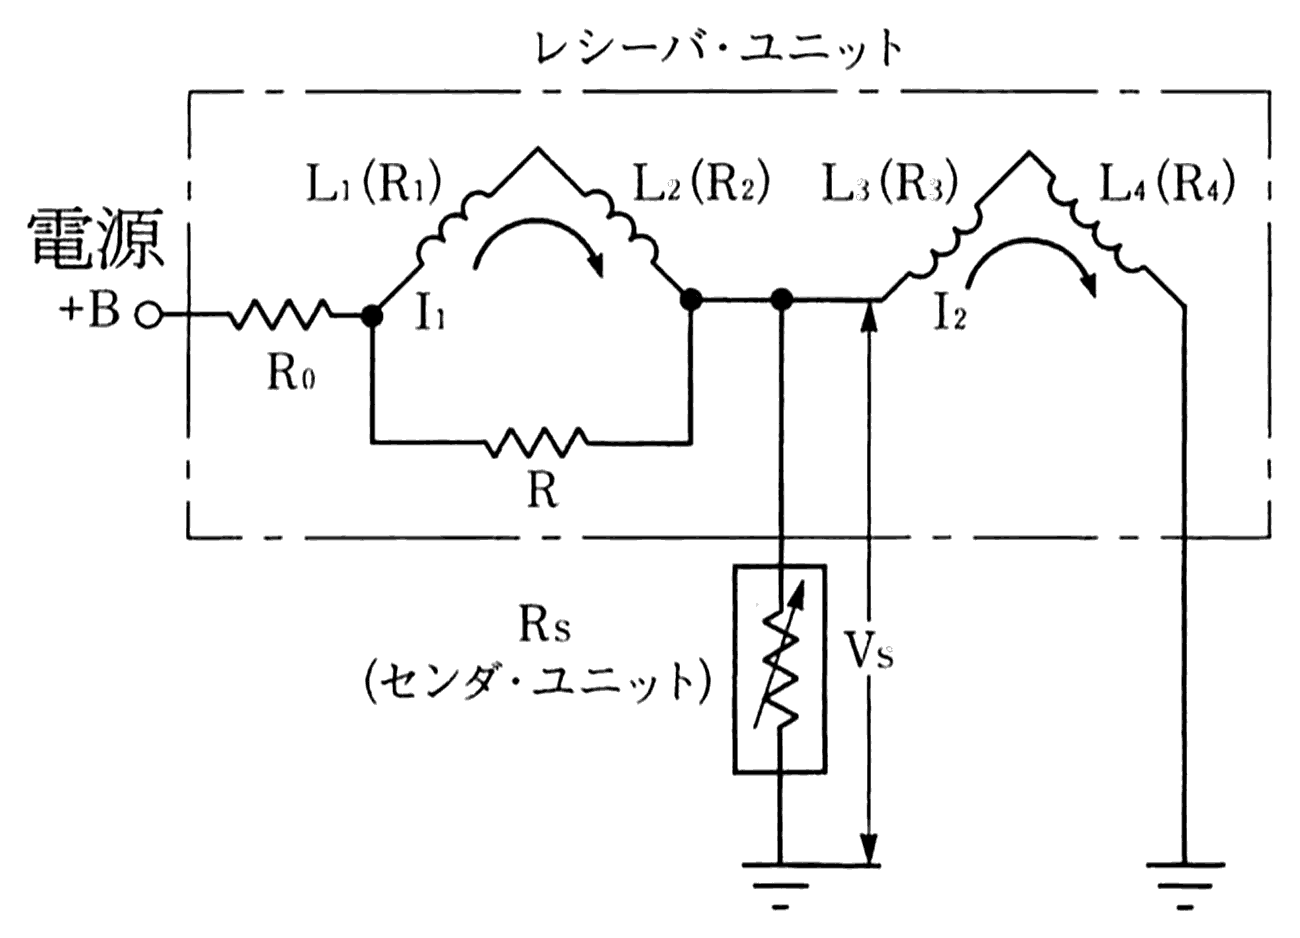 レシーバ・ユニット
L1(R1) L2(R2) L3(R3) L4(R4)
電源
+B
I1 I2
R0
R
Rs
(センダ・ユニット)
Vs